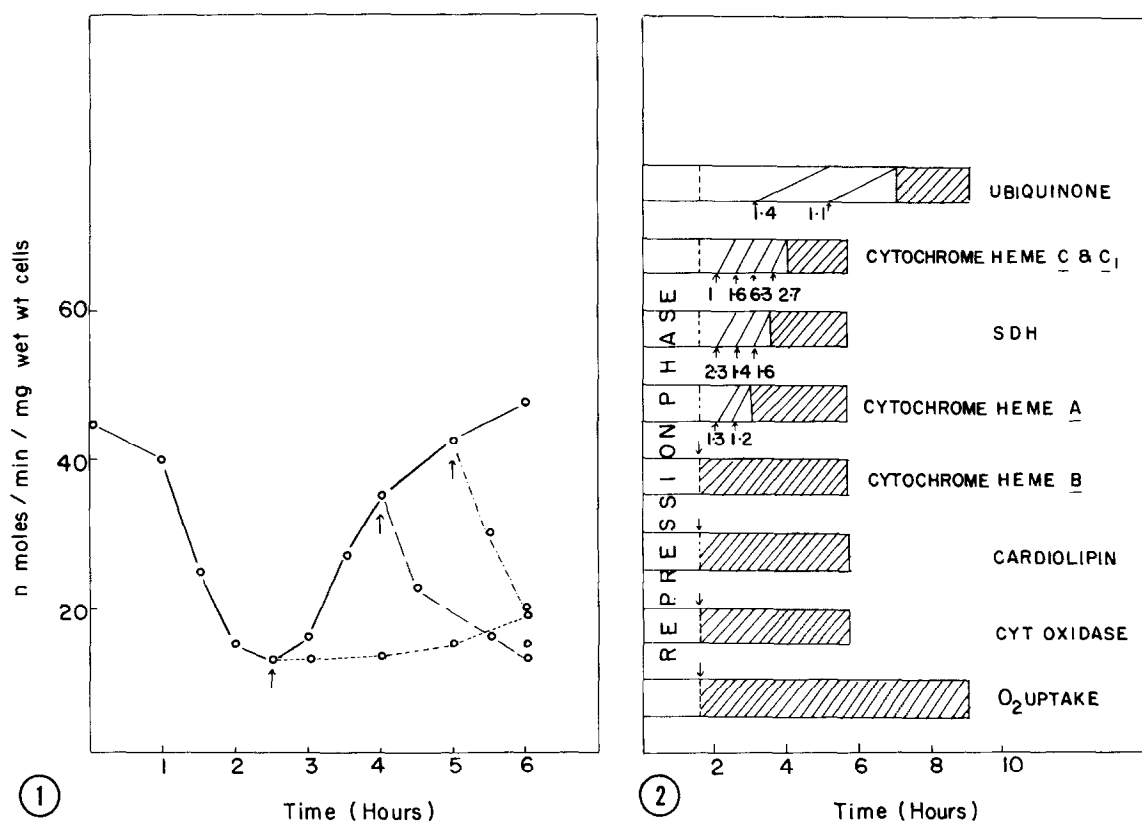 n moles / min / mg wet wt cells
60
40
20
1 2 3 4 5 6
Time (Hours)
1
REPRESSION PHASE
UBIQUINONE
1·4 1·1
CYTOCHROME HEME C & C1
1 1·6 6·3 2·7
SDH
2·3 1·4 1·6
CYTOCHROME HEME A
1·3 1·2
CYTOCHROME HEME B
CARDIOLIPIN
CYT OXIDASE
O2 UPTAKE
2 4 6 8 10
Time (Hours)
2